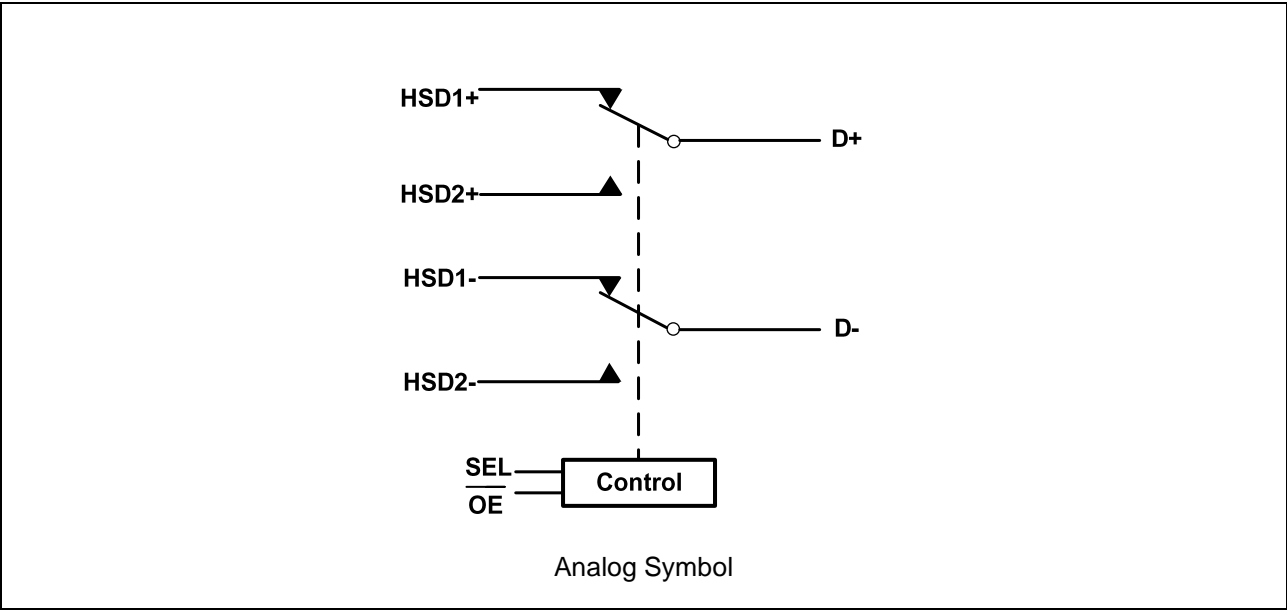 HSD1+
D+
HSD2+
HSD1-
D-
HSD2-
SEL
OE
Control
Analog Symbol